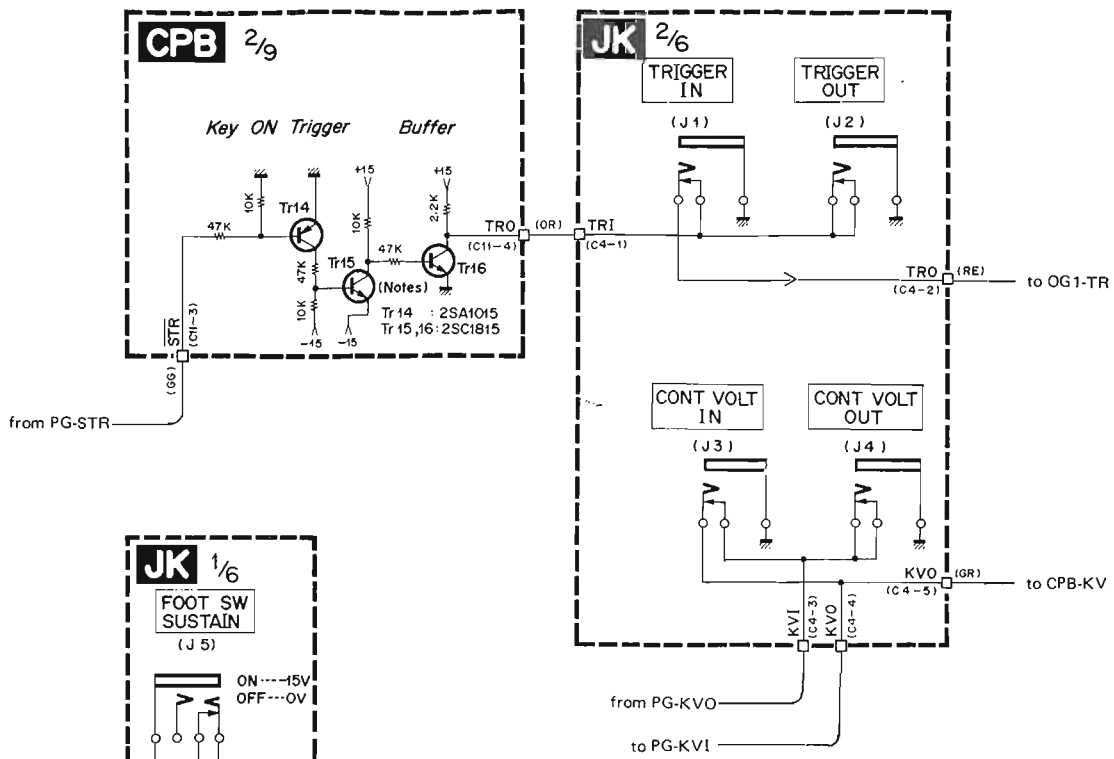 CPB 2/9
Key ON Trigger
Buffer
+15
+15
10K
Tr14
10K
2.2K
47K
47K
Tr15
47K
Tr16
10K
(Notes)
Tr14 : 2SA1015
Tr15,16 : 2SC1815
-15
-15
STR
(C11-3)
(GG)
from PG-STR
TRO
(C11-4)
(OR)
JK 2/6
TRIGGER
IN
(J1)
TRIGGER
OUT
(J2)
TRI
(C4-1)
TRO
(C4-2)
(RE)
to OG1-TR
CONT VOLT
IN
(J3)
CONT VOLT
OUT
(J4)
KVO
(C4-5)
(GR)
to CPB-KV
KVI
(C4-3)
KVO
(C4-4)
from PG-KVO
to PG-KVI
JK 1/6
FOOT SW
SUSTAIN
(J5)
ON-----15V
OFF---0V